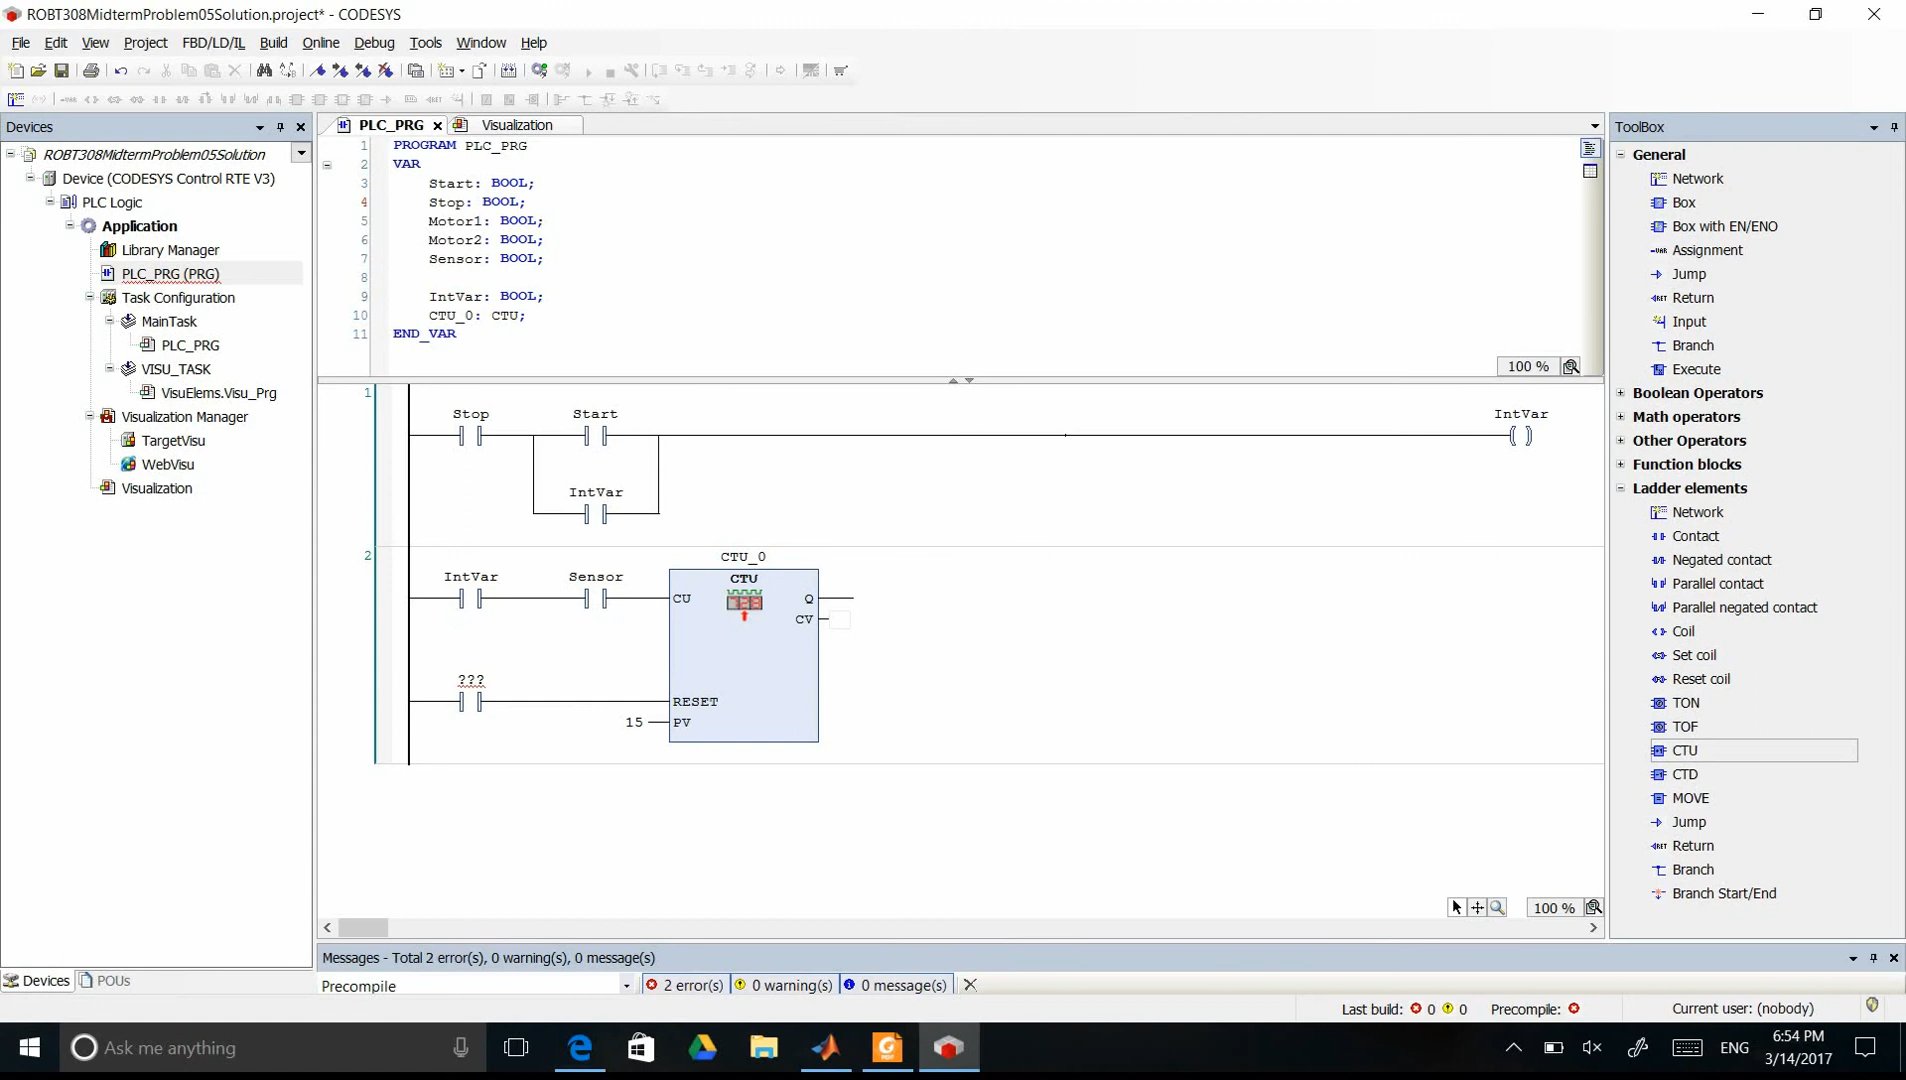 ROBT308MidtermProblem05Solution.project* - CODESYS
File Edit View Project FBD/LD/IL Build Online Debug Tools Window Help
Devices
ROBT308MidtermProblem05Solution
Device (CODESYS Control RTE V3)
PLC Logic
Application
Library Manager
PLC_PRG (PRG)
Task Configuration
MainTask
PLC_PRG
VISU_TASK
VisuElems.Visu_Prg
Visualization Manager
TargetVisu
WebVisu
Visualization
Devices POUs
PLC_PRG Visualization
1 PROGRAM PLC_PRG
2 VAR
3 Start: BOOL;
4 Stop: BOOL;
5 Motor1: BOOL;
6 Motor2: BOOL;
7 Sensor: BOOL;
8
9 IntVar: BOOL;
10 CTU_0: CTU;
11 END_VAR
100 %
1
Stop Start IntVar
IntVar
2
CTU_0
IntVar Sensor CTU
CU Q
CV
???
RESET
15 PV
100 %
Messages - Total 2 error(s), 0 warning(s), 0 message(s)
Precompile 2 error(s) 0 warning(s) 0 message(s)
ToolBox
General
Network
Box
Box with EN/ENO
Assignment
Jump
Return
Input
Branch
Execute
Boolean Operators
Math operators
Other Operators
Function blocks
Ladder elements
Network
Contact
Negated contact
Parallel contact
Parallel negated contact
Coil
Set coil
Reset coil
TON
TOF
CTU
CTD
MOVE
Jump
Return
Branch
Branch Start/End
Last build: 0 0 Precompile: Current user: (nobody)
Ask me anything
ENG
6:54 PM
3/14/2017